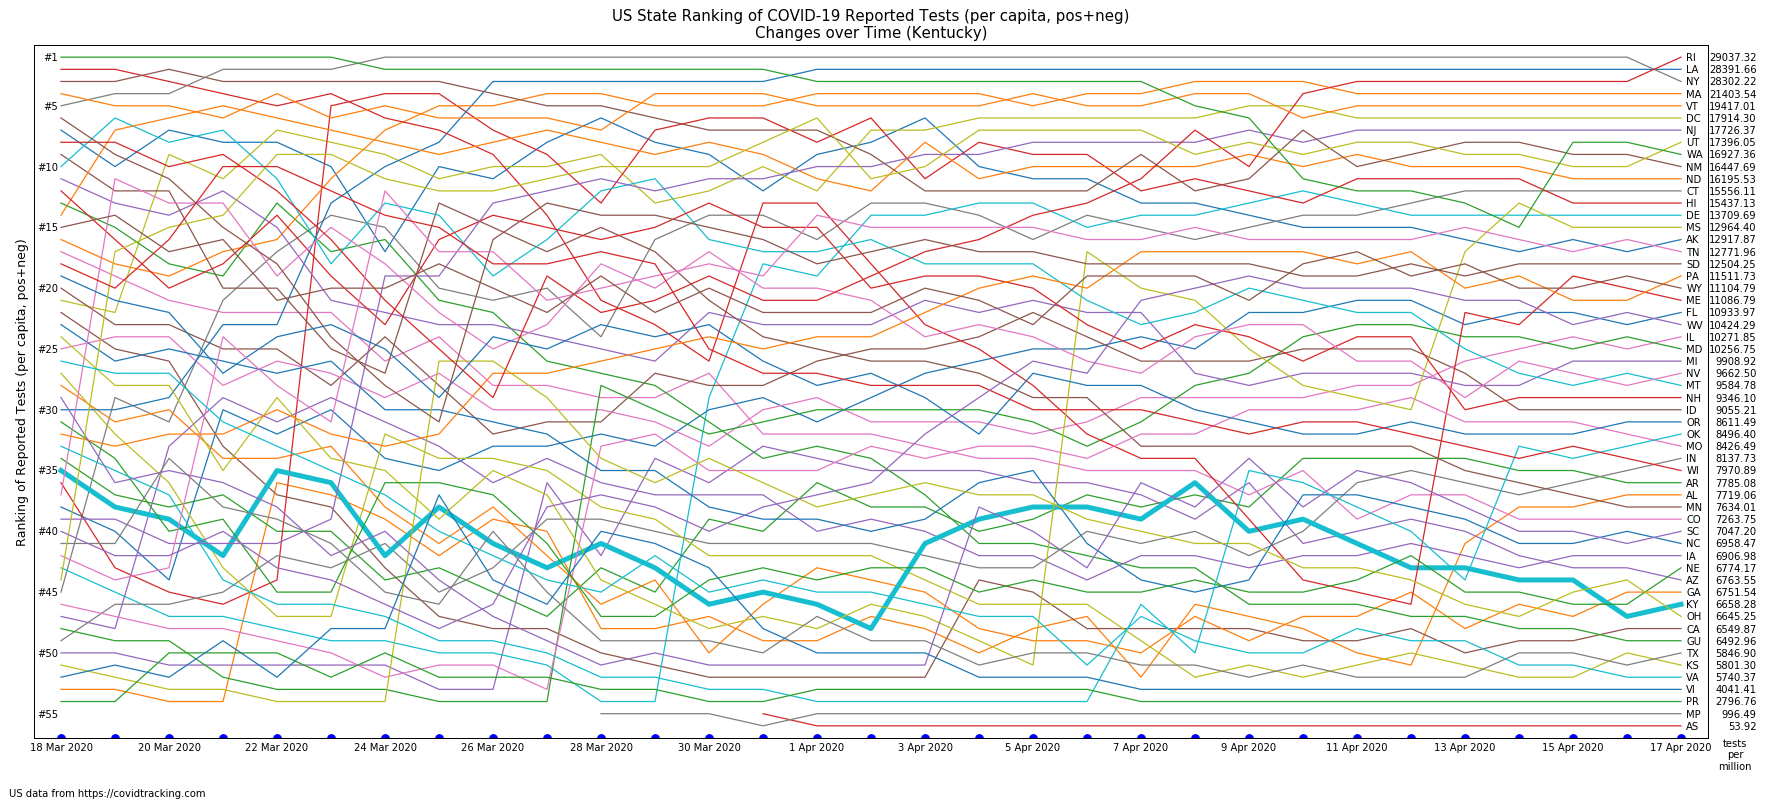 US State Ranking of COVID-19 Reported Tests (per capita, pos+neg)
Changes over Time (Kentucky)
Ranking of Reported Tests (per capita, pos+neg)
#1
#5
#10
#15
#20
#25
#30
#35
#40
#45
#50
#55
RI 29037.32
LA 28391.66
NY 28302.22
MA 21403.54
VT 19417.01
DC 17914.30
NJ 17726.37
UT 17396.05
WA 16927.36
NM 16447.69
ND 16195.53
CT 15556.11
HI 15437.13
DE 13709.69
MS 12964.40
AK 12917.87
TN 12771.96
SD 12504.25
PA 11511.73
WY 11104.79
ME 11086.79
FL 10933.97
WV 10424.29
IL 10271.85
MD 10256.75
MI 9908.92
NV 9662.50
MT 9584.78
NH 9346.10
ID 9055.21
OR 8611.49
OK 8496.40
MO 8426.49
IN 8137.73
WI 7970.89
AR 7785.08
AL 7719.06
MN 7634.01
CO 7263.75
SC 7047.20
NC 6958.47
IA 6906.98
NE 6774.17
AZ 6763.55
GA 6751.54
KY 6658.28
OH 6645.25
CA 6549.87
GU 6492.96
TX 5846.90
KS 5801.30
VA 5740.37
VI 4041.41
PR 2796.76
MP 996.49
AS 53.92
18 Mar 2020 20 Mar 2020 22 Mar 2020 24 Mar 2020 26 Mar 2020 28 Mar 2020 30 Mar 2020 1 Apr 2020 3 Apr 2020 5 Apr 2020 7 Apr 2020 9 Apr 2020 11 Apr 2020 13 Apr 2020 15 Apr 2020 17 Apr 2020
tests
per
million
US data from https://covidtracking.com